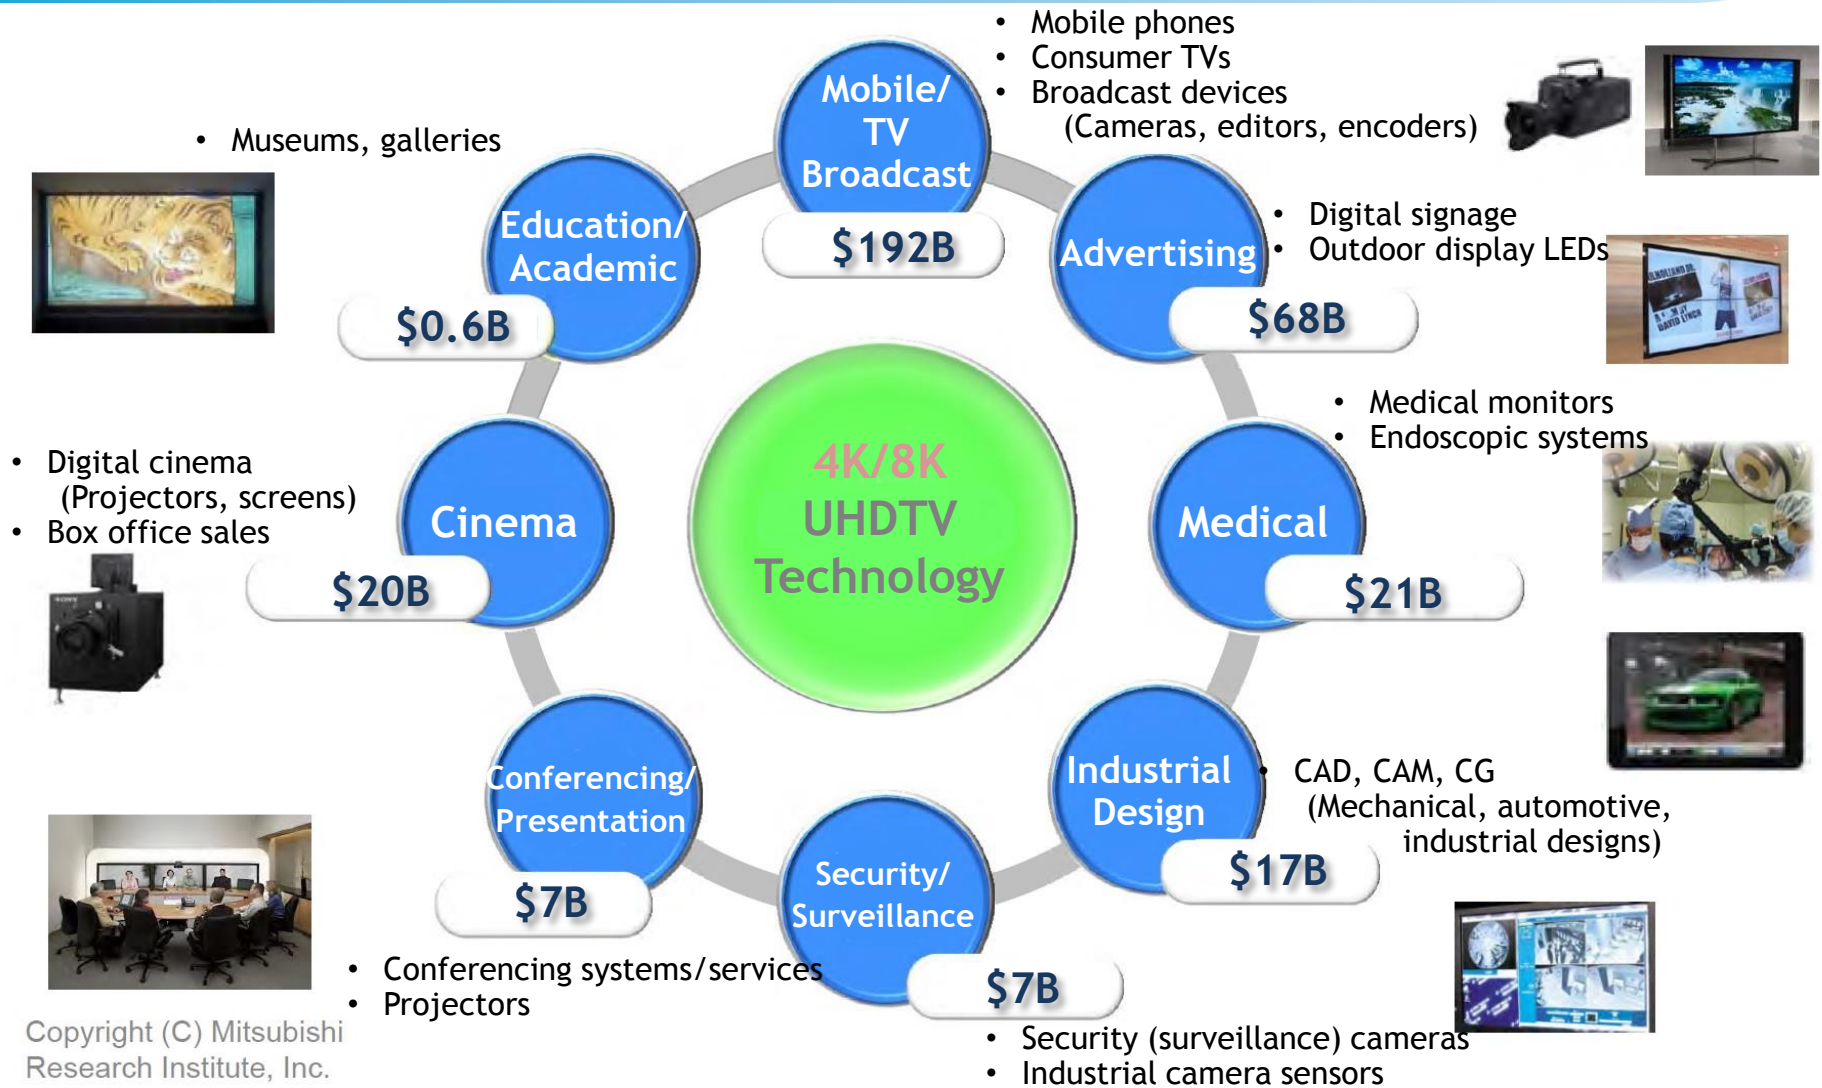 • Mobile phones
• Consumer TVs
• Broadcast devices
(Cameras, editors, encoders)
Mobile/
TV
Broadcast
$192B
• Museums, galleries
Education/
Academic
$0.6B
Advertising
$68B
• Digital signage
• Outdoor display LEDs
• Medical monitors
• Endoscopic systems
Medical
$21B
• Digital cinema
(Projectors, screens)
• Box office sales
Cinema
$20B
4K/8K
UHDTV
Technology
Industrial
Design
$17B
• CAD, CAM, CG
(Mechanical, automotive,
industrial designs)
Conferencing/
Presentation
$7B
• Conferencing systems/services
• Projectors
Security/
Surveillance
$7B
• Security (surveillance) cameras
• Industrial camera sensors
DAVID LYNCH
SONY
Copyright (C) Mitsubishi
Research Institute, Inc.